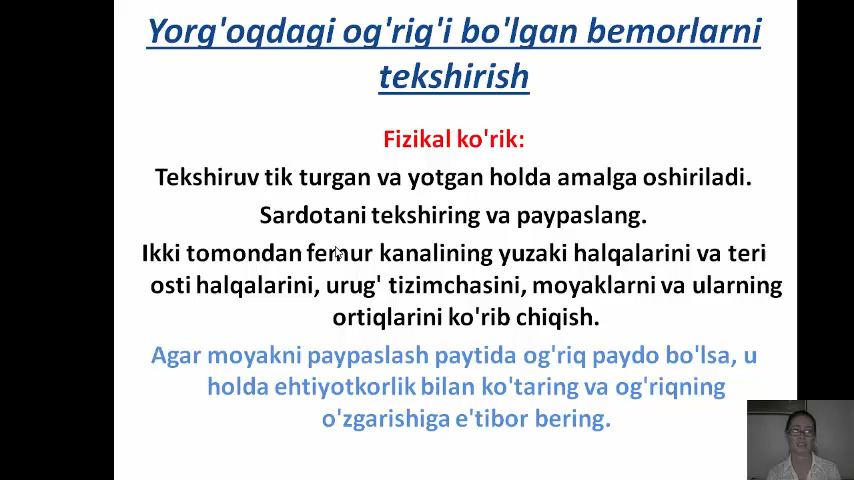 Yorg'oqdagi og'rig'i bo'lgan bemorlarni
tekshirish
Fizikal ko'rik:
Tekshiruv tik turgan va yotgan holda amalga oshiriladi.
Sardotani tekshiring va paypaslang.
Ikki tomondan femur kanalining yuzaki halqalarini va teri
osti halqalarini, urug' tizimchasini, moyaklarni va ularning
ortiqlarini ko'rib chiqish.
Agar moyakni paypaslash paytida og'riq paydo bo'lsa, u
holda ehtiyotkorlik bilan ko'taring va og'riqning
o'zgarishiga e'tibor bering.